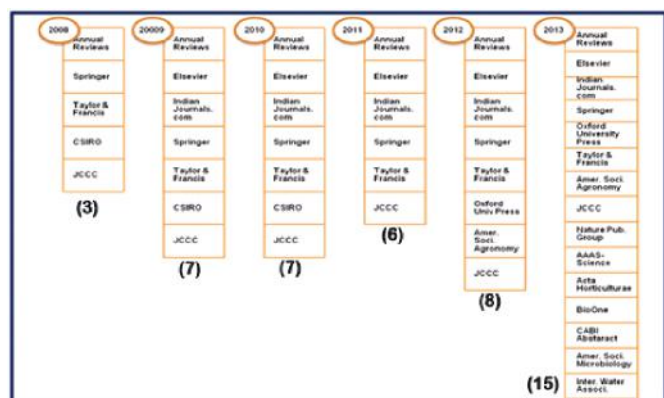 2008
Annual
Reviews
Springer
Taylor &
Francis
CSIRO
JCCC
(3)
20009
Annual
Reviews
Elsevier
Indian
Journals.
com
Springer
Taylor &
Francis
CSIRO
JCCC
(7)
2010
Annual
Reviews
Elsevier
Indian
Journals.
com
Springer
Taylor &
Francis
CSIRO
JCCC
(7)
2011
Annual
Reviews
Elsevier
Indian
Journals.
com
Springer
Taylor &
Francis
JCCC
(6)
2012
Annual
Reviews
Elsevier
Indian
Journals.
com
Springer
Taylor &
Francis
Oxford
Univ Press
Amer.
Soci.
Agronomy
JCCC
(8)
2013
Annual
Reviews
Elsevier
Indian
Journals.
com
Springer
Oxford
University
Press
Taylor &
Francis
Amer. Soci.
Agronomy
JCCC
Nature Pub.
Group
AAAS-
Science
Acta
Horticulturae
BioOne
CABI
Abstaract
Amer. Soci.
Microbiology
Inter. Water
Associ.
(15)